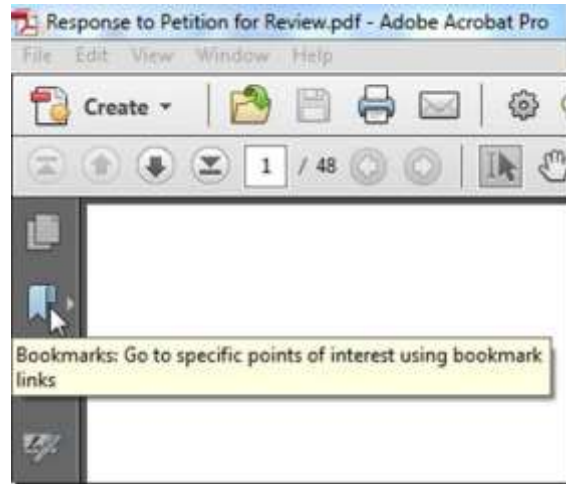 Response to Petition for Review.pdf - Adobe Acrobat Pro
File Edit View Window Help
Create
1 / 48
Bookmarks: Go to specific points of interest using bookmark
links